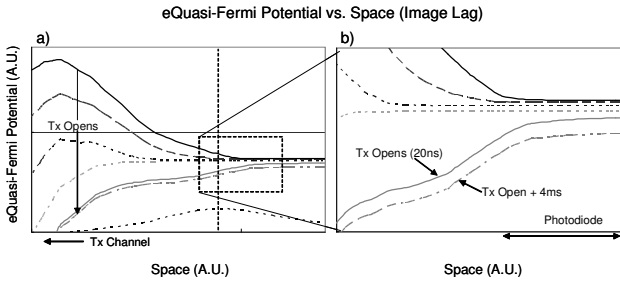 eQuasi-Fermi Potential vs. Space (Image Lag)
a)
b)
eQuasi-Fermi Potential (A.U.)
Tx Opens
Tx Opens (20ns)
Tx Open + 4ms
Photodiode
Tx Channel
Space (A.U.)
Space (A.U.)